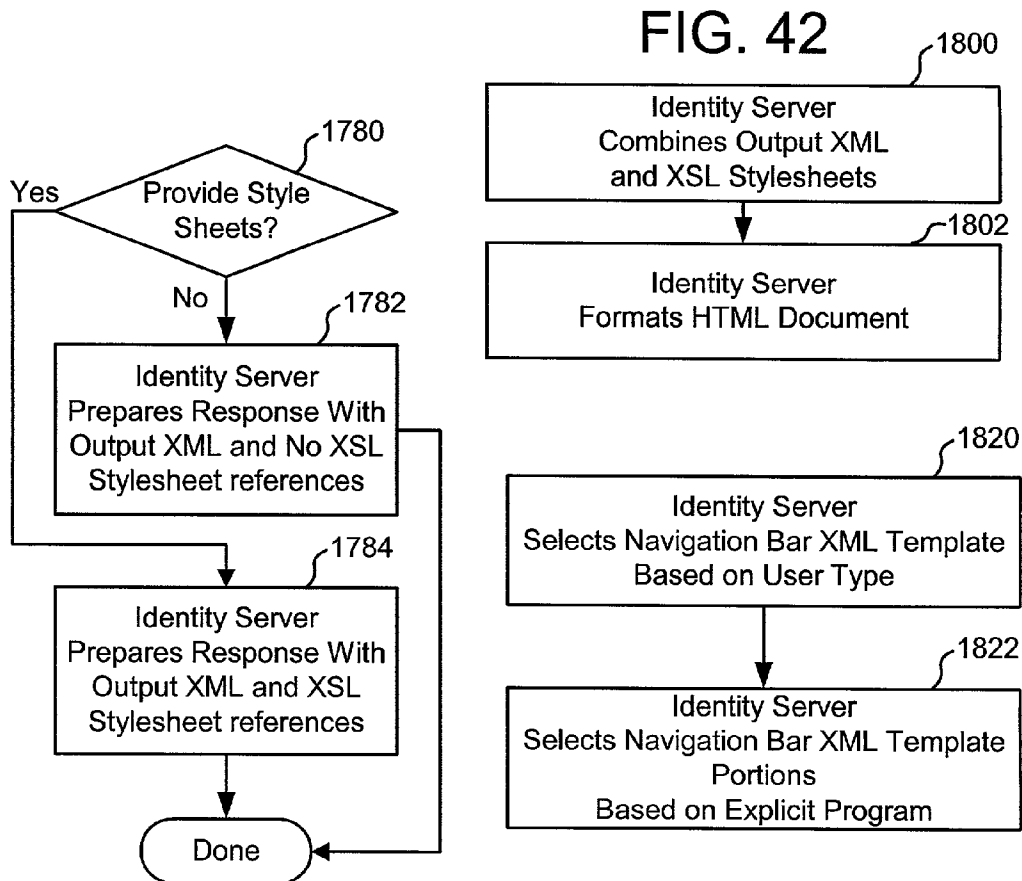 FIG. 42
1780
Yes
Provide Style
Sheets?
No
1782
Identity Server
Prepares Response With
Output XML and No XSL
Stylesheet references
1784
Identity Server
Prepares Response With
Output XML and XSL
Stylesheet references
Done
1800
Identity Server
Combines Output XML
and XSL Stylesheets
1802
Identity Server
Formats HTML Document
1820
Identity Server
Selects Navigation Bar XML Template
Based on User Type
1822
Identity Server
Selects Navigation Bar XML Template
Portions
Based on Explicit Program